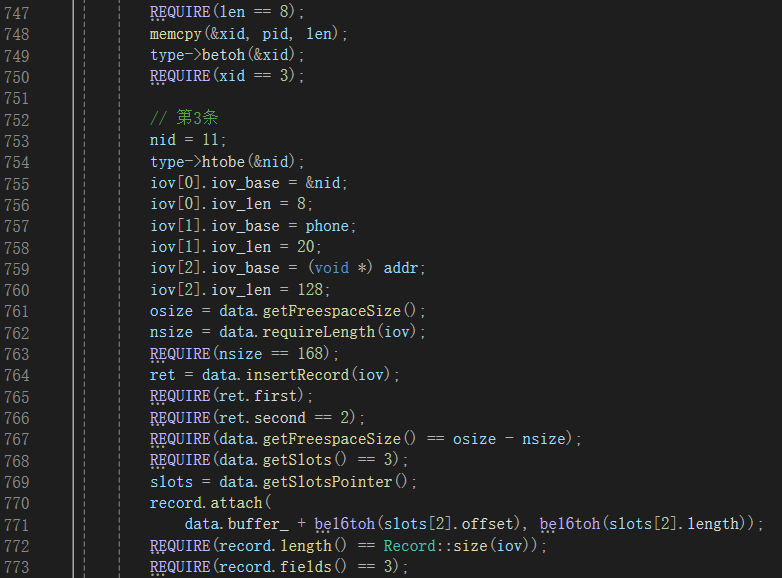 747 REQUIRE(len == 8);
748 memcpy(&xid, pid, len);
749 type->betoh(&xid);
750 REQUIRE(xid == 3);
751
752 // 第3条
753 nid = 11;
754 type->htobe(&nid);
755 iov[0].iov_base = &nid;
756 iov[0].iov_len = 8;
757 iov[1].iov_base = phone;
758 iov[1].iov_len = 20;
759 iov[2].iov_base = (void *) addr;
760 iov[2].iov_len = 128;
761 osize = data.getFreespaceSize();
762 nsize = data.requireLength(iov);
763 REQUIRE(nsize == 168);
764 ret = data.insertRecord(iov);
765 REQUIRE(ret.first);
766 REQUIRE(ret.second == 2);
767 REQUIRE(data.getFreespaceSize() == osize - nsize);
768 REQUIRE(data.getSlots() == 3);
769 slots = data.getSlotsPointer();
770 record.attach(
771 data.buffer_ + be16toh(slots[2].offset), be16toh(slots[2].length));
772 REQUIRE(record.length() == Record::size(iov));
773 REQUIRE(record.fields() == 3);